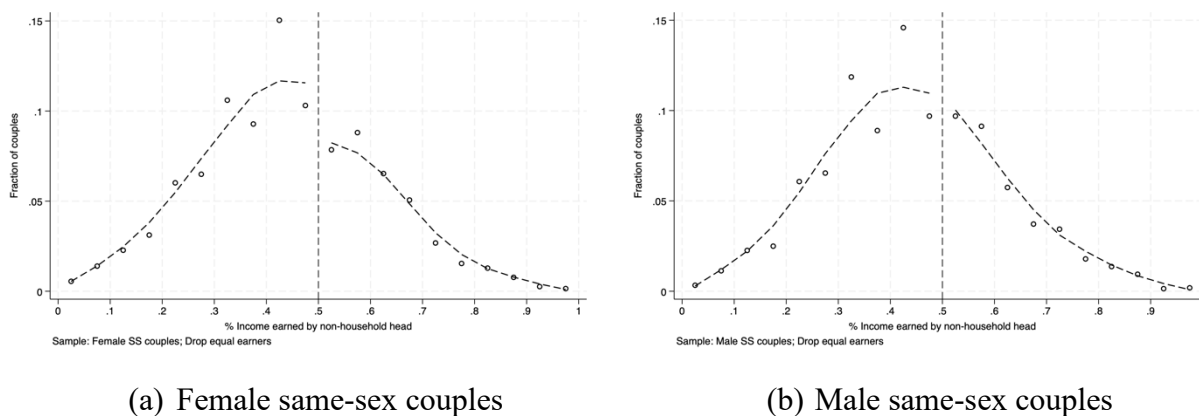 Fraction of couples
.15
.1
.05
0
0 .1 .2 .3 .4 .5 .6 .7 .8 .9 1
% Income earned by non-household head
Sample: Female SS couples; Drop equal earners
(a) Female same-sex couples
Fraction of couples
.15
.1
.05
0
0 .1 .2 .3 .4 .5 .6 .7 .8 .9
% Income earned by non-household head
Sample: Male SS couples; Drop equal earners
(b) Male same-sex couples